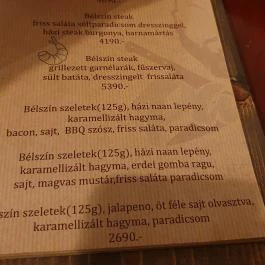 Bélszín steak
friss saláta sültparadicsom dresszinggel,
házi steak burgonya, barnamártás
4190.-
Bélszín steak
grillezett garnélarák, fűszervaj,
sült batáta, dresszingelt frissaláta
5390.-
Bélszín szeletek(125g), házi naan lepény,
karamellizált hagyma,
bacon, sajt, BBQ szósz, friss saláta, paradicsom
Bélszín szeletek(125g), házi naan lepény,
karamellizált hagyma, erdei gomba ragu,
sajt, magvas mustár,friss saláta paradicsom
szín szeletek(125g), jalapeno, öt féle sajt olvasztva,
karamellizált hagyma, paradicsom
2690.-